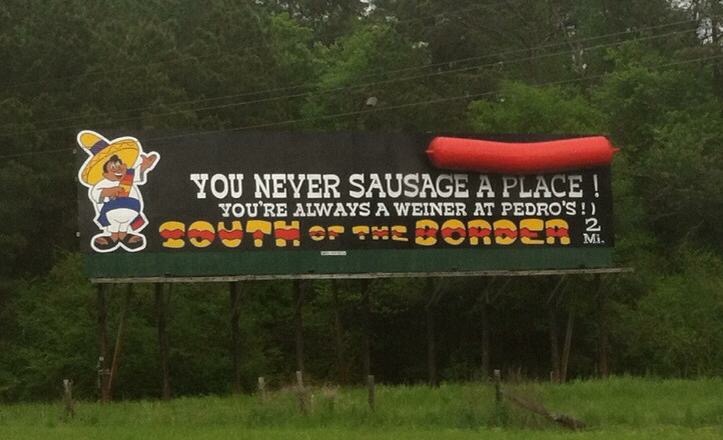 YOU NEVER SAUSAGE A PLACE!
YOU'RE ALWAYS A WEINER AT PEDRO'S!)
SOUTH OF THE BORDER
2
Mi.